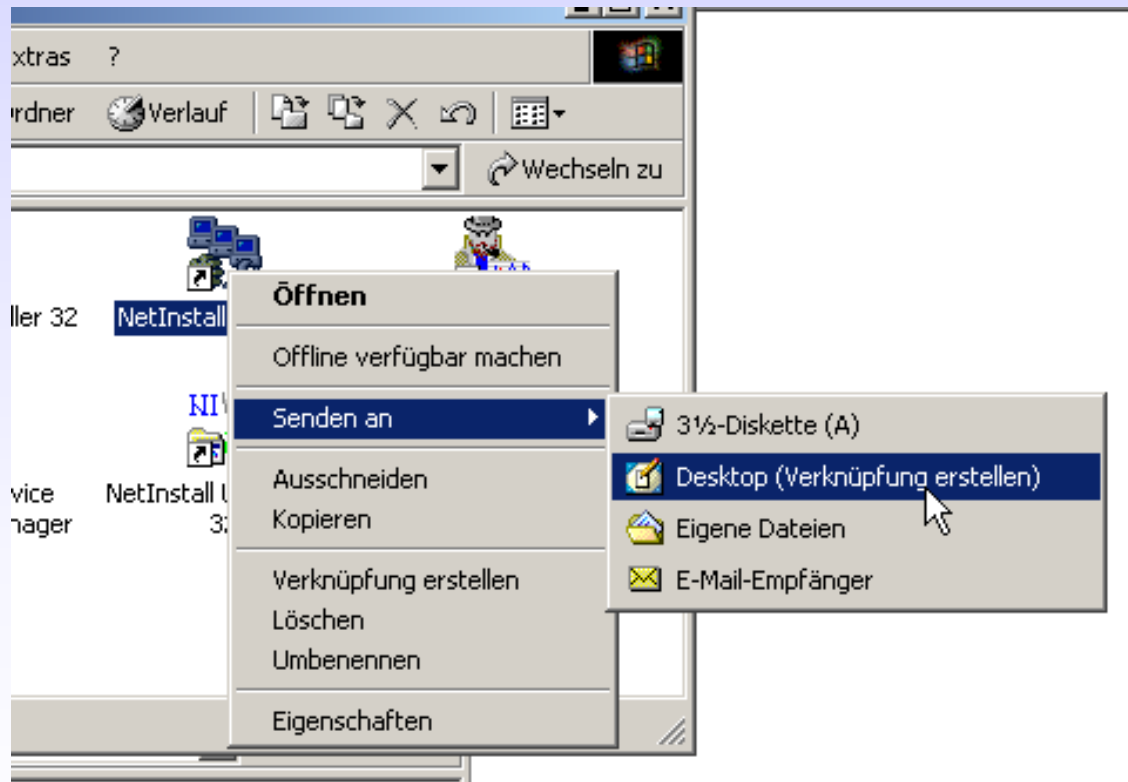 xtras ?
rdner Verlauf
Wechseln zu
ller 32 NetInstall
NI
vice NetInstall
nager 32
Öffnen
Offline verfügbar machen
Senden an
Ausschneiden
Kopieren
Verknüpfung erstellen
Löschen
Umbenennen
Eigenschaften
3½-Diskette (A)
Desktop (Verknüpfung erstellen)
Eigene Dateien
E-Mail-Empfänger